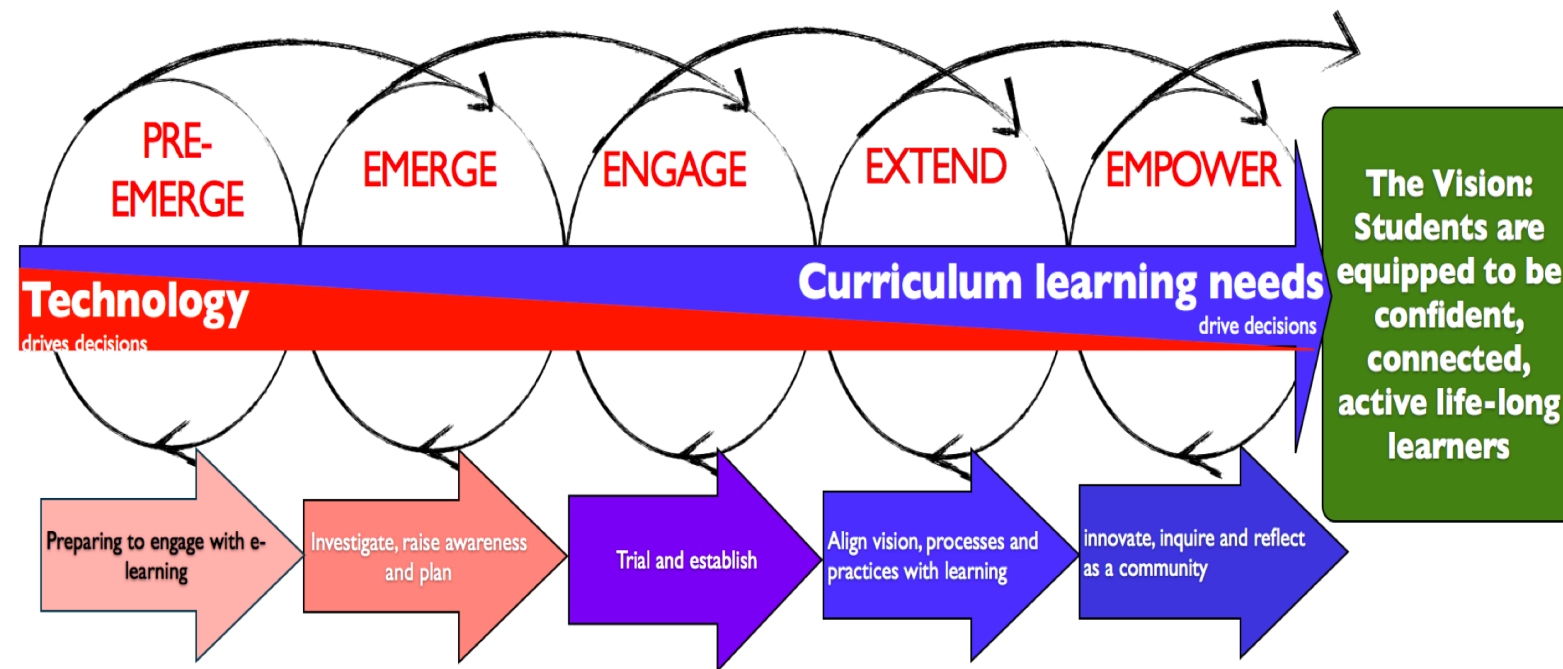 PRE-
EMERGE
EMERGE
ENGAGE
EXTEND
EMPOWER
Technology
drives decisions
Curriculum learning needs
drive decisions
The Vision:
Students are
equipped to be
confident,
connected,
active life-long
learners
Preparing to engage with e-
learning
Investigate, raise awareness
and plan
Trial and establish
Align vision, processes and
practices with learning
innovate, inquire and reflect
as a community